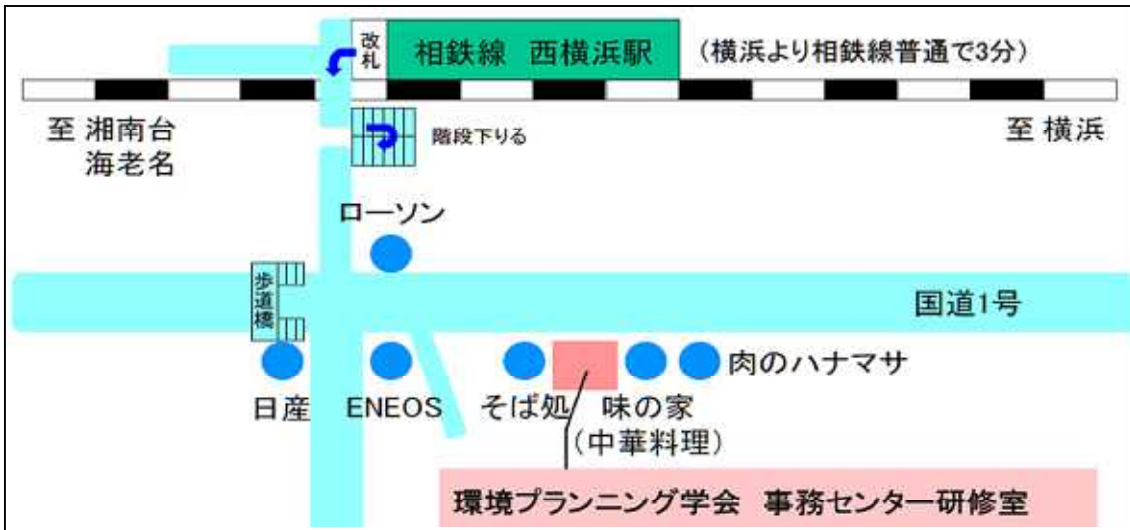 改札
相鉄線 西横浜駅
(横浜より相鉄線普通で3分)
至 湘南台
海老名
階段下りる
至 横浜
ローソン
歩道橋
国道1号
日産
ENEOS
そば処
味の家
(中華料理)
肉のハナマサ
環境プランニング学会 事務センター研修室